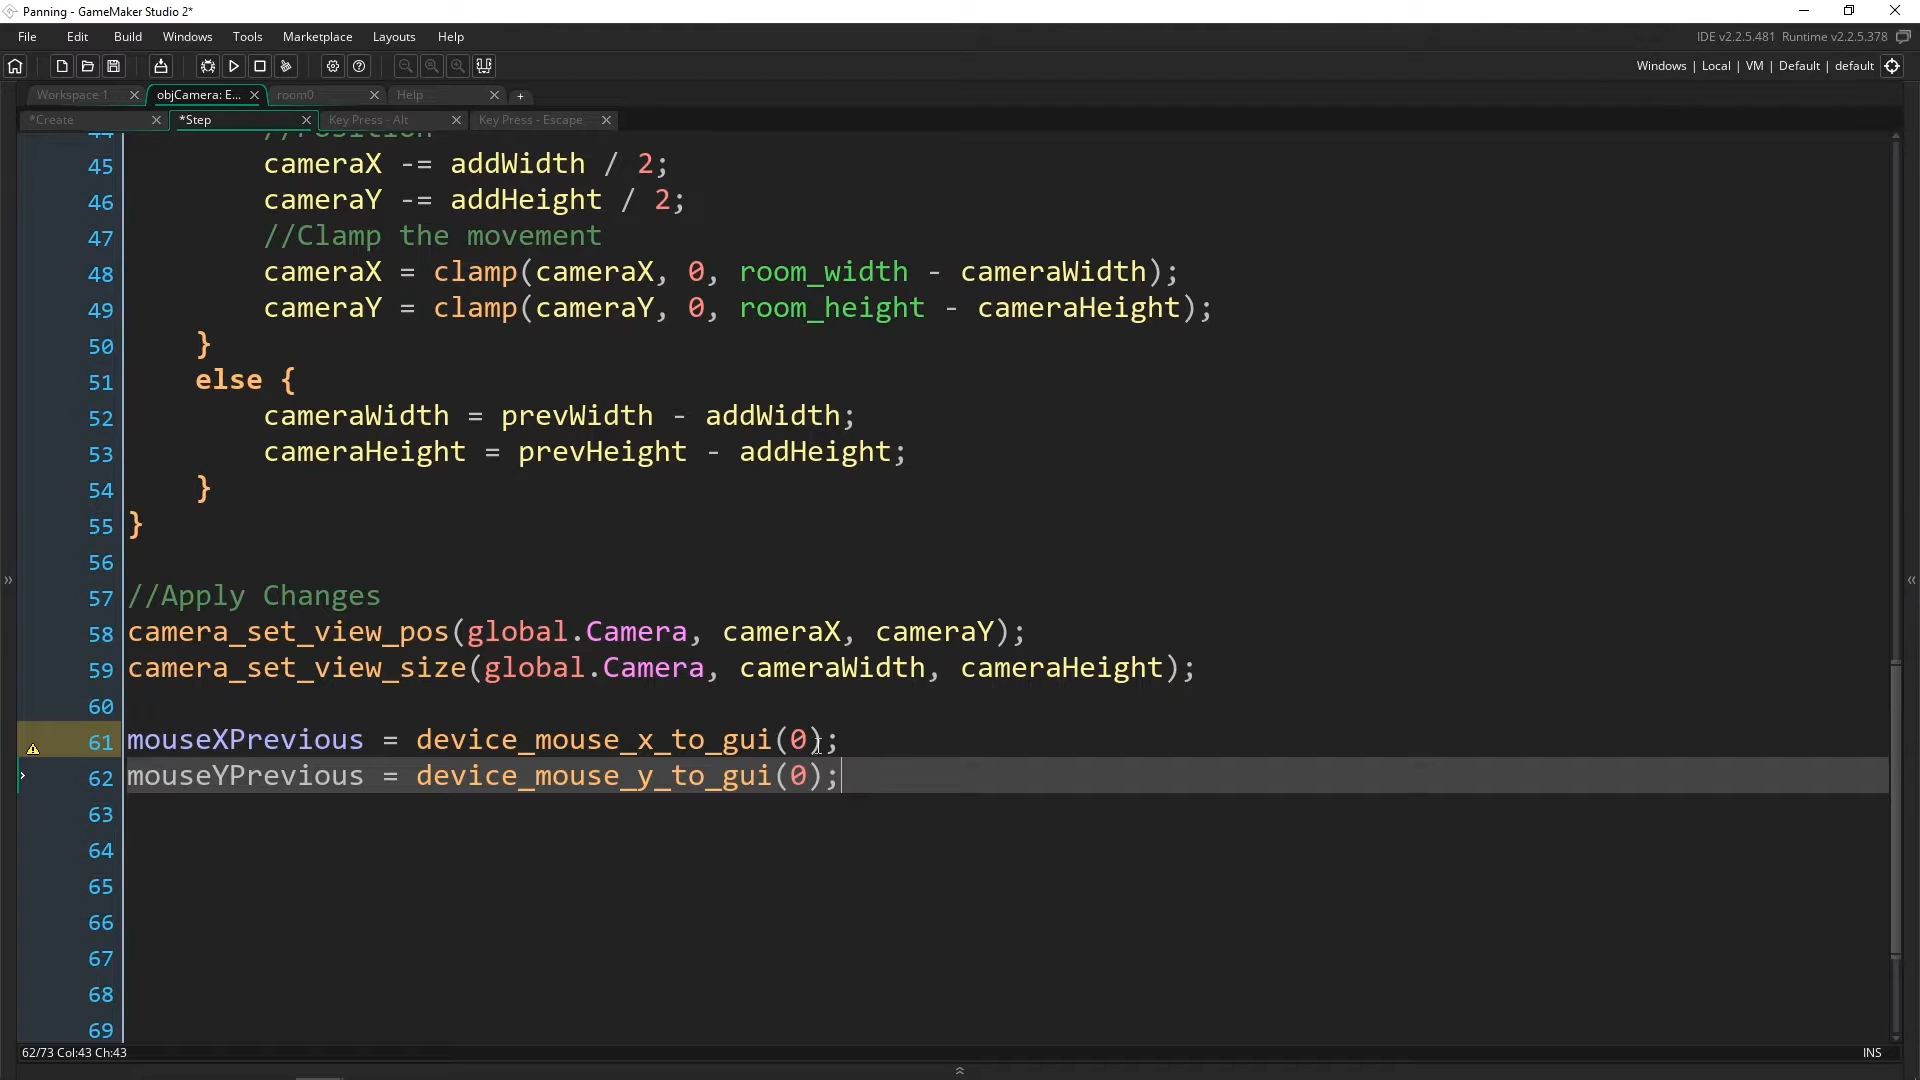 Panning - GameMaker Studio 2*
File Edit Build Windows Tools Marketplace Layouts Help
IDE v2.2.5.481 Runtime v2.2.5.378
Windows | Local | VM | Default | default
Workspace 1 objCamera: E... room0 Help
*Create *Step Key Press - Alt Key Press - Escape
44 //Position
45 cameraX -= addWidth / 2;
46 cameraY -= addHeight / 2;
47 //Clamp the movement
48 cameraX = clamp(cameraX, 0, room_width - cameraWidth);
49 cameraY = clamp(cameraY, 0, room_height - cameraHeight);
50 }
51 else {
52 cameraWidth = prevWidth - addWidth;
53 cameraHeight = prevHeight - addHeight;
54 }
55 }
56
57 //Apply Changes
58 camera_set_view_pos(global.Camera, cameraX, cameraY);
59 camera_set_view_size(global.Camera, cameraWidth, cameraHeight);
60
61 mouseXPrevious = device_mouse_x_to_gui(0);
62 mouseYPrevious = device_mouse_y_to_gui(0);
63
64
65
66
67
68
69
62/73 Col:43 Ch:43 INS